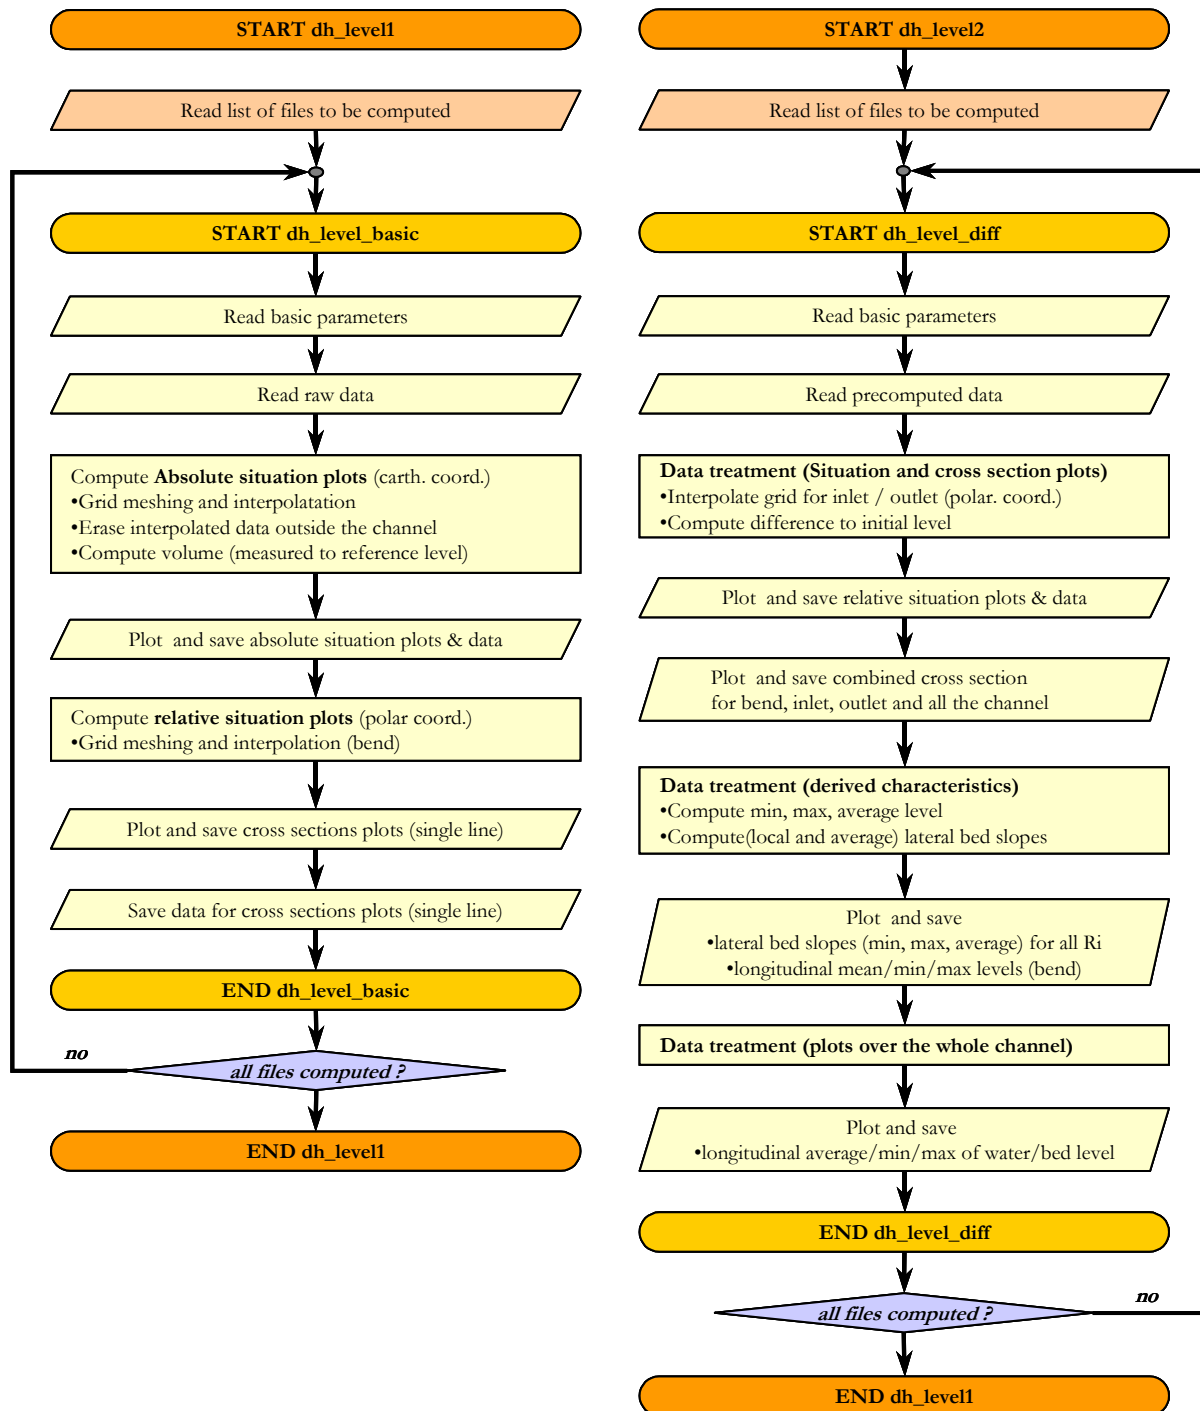 START dh_level1
Read list of files to be computed
START dh_level_basic
Read basic parameters
Read raw data
Compute Absolute situation plots (carth. coord.)
•Grid meshing and interpolatation
•Erase interpolated data outside the channel
•Compute volume (measured to reference level)
Plot and save absolute situation plots & data
Compute relative situation plots (polar coord.)
•Grid meshing and interpolation (bend)
Plot and save cross sections plots (single line)
Save data for cross sections plots (single line)
END dh_level_basic
no
all files computed ?
END dh_level1
START dh_level2
Read list of files to be computed
START dh_level_diff
Read basic parameters
Read precomputed data
Data treatment (Situation and cross section plots)
•Interpolate grid for inlet / outlet (polar. coord.)
•Compute difference to initial level
Plot and save relative situation plots & data
Plot and save combined cross section
for bend, inlet, outlet and all the channel
Data treatment (derived characteristics)
•Compute min, max, average level
•Compute(local and average) lateral bed slopes
Plot and save
•lateral bed slopes (min, max, average) for all Ri
•longitudinal mean/min/max levels (bend)
Data treatment (plots over the whole channel)
Plot and save
•longitudinal average/min/max of water/bed level
END dh_level_diff
no
all files computed ?
END dh_level1